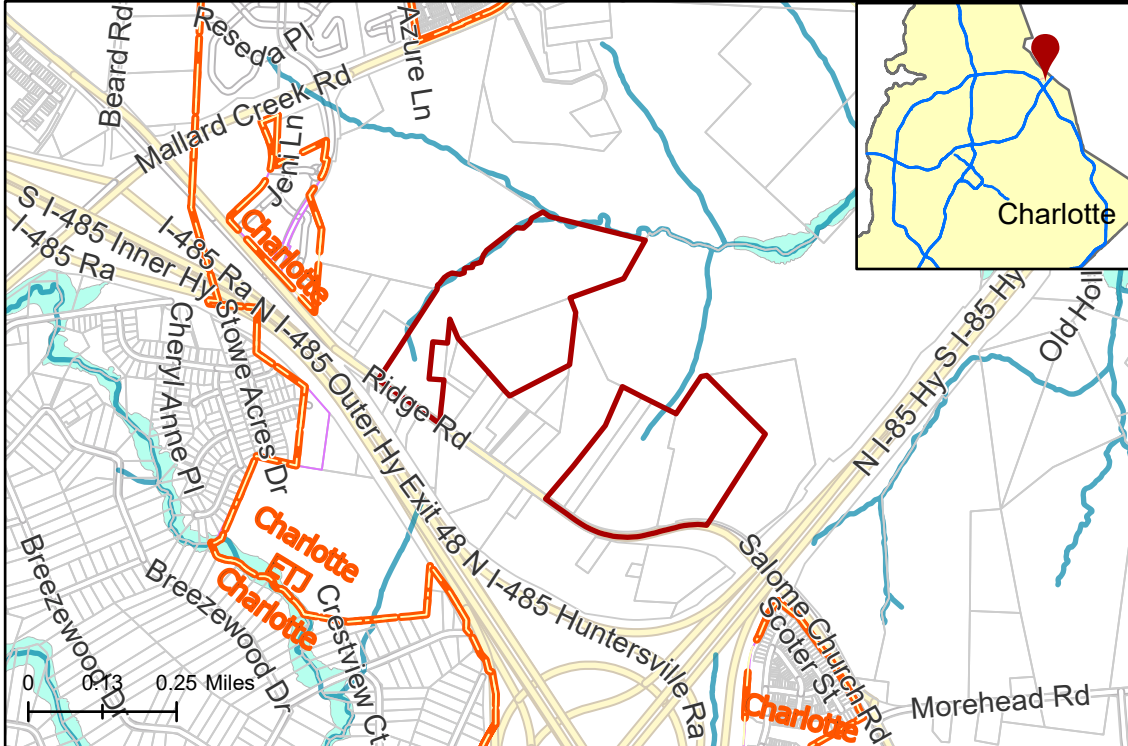 Beard Rd
Reseda Pl
Azure Ln
Mallard Creek Rd
Jeni Ln
Charlotte
Charlotte
S I-485 Inner Hy
I-485 Ra
I-485 Ra
N I-485 Outer Hy
Exit 48
N I-485 Huntersville Ra
Stowe Acres Dr
Cheryl Anne Pl
Ridge Rd
N I-85 Hy
S I-85 Hy
Old Holl
Charlotte
ETJ
Charlotte
Breezewood Dr
Breezewood Dr
Crestview Ct
Salome Church Rd
Scoter St
Charlotte
Morehead Rd
0 0.13 0.25 Miles